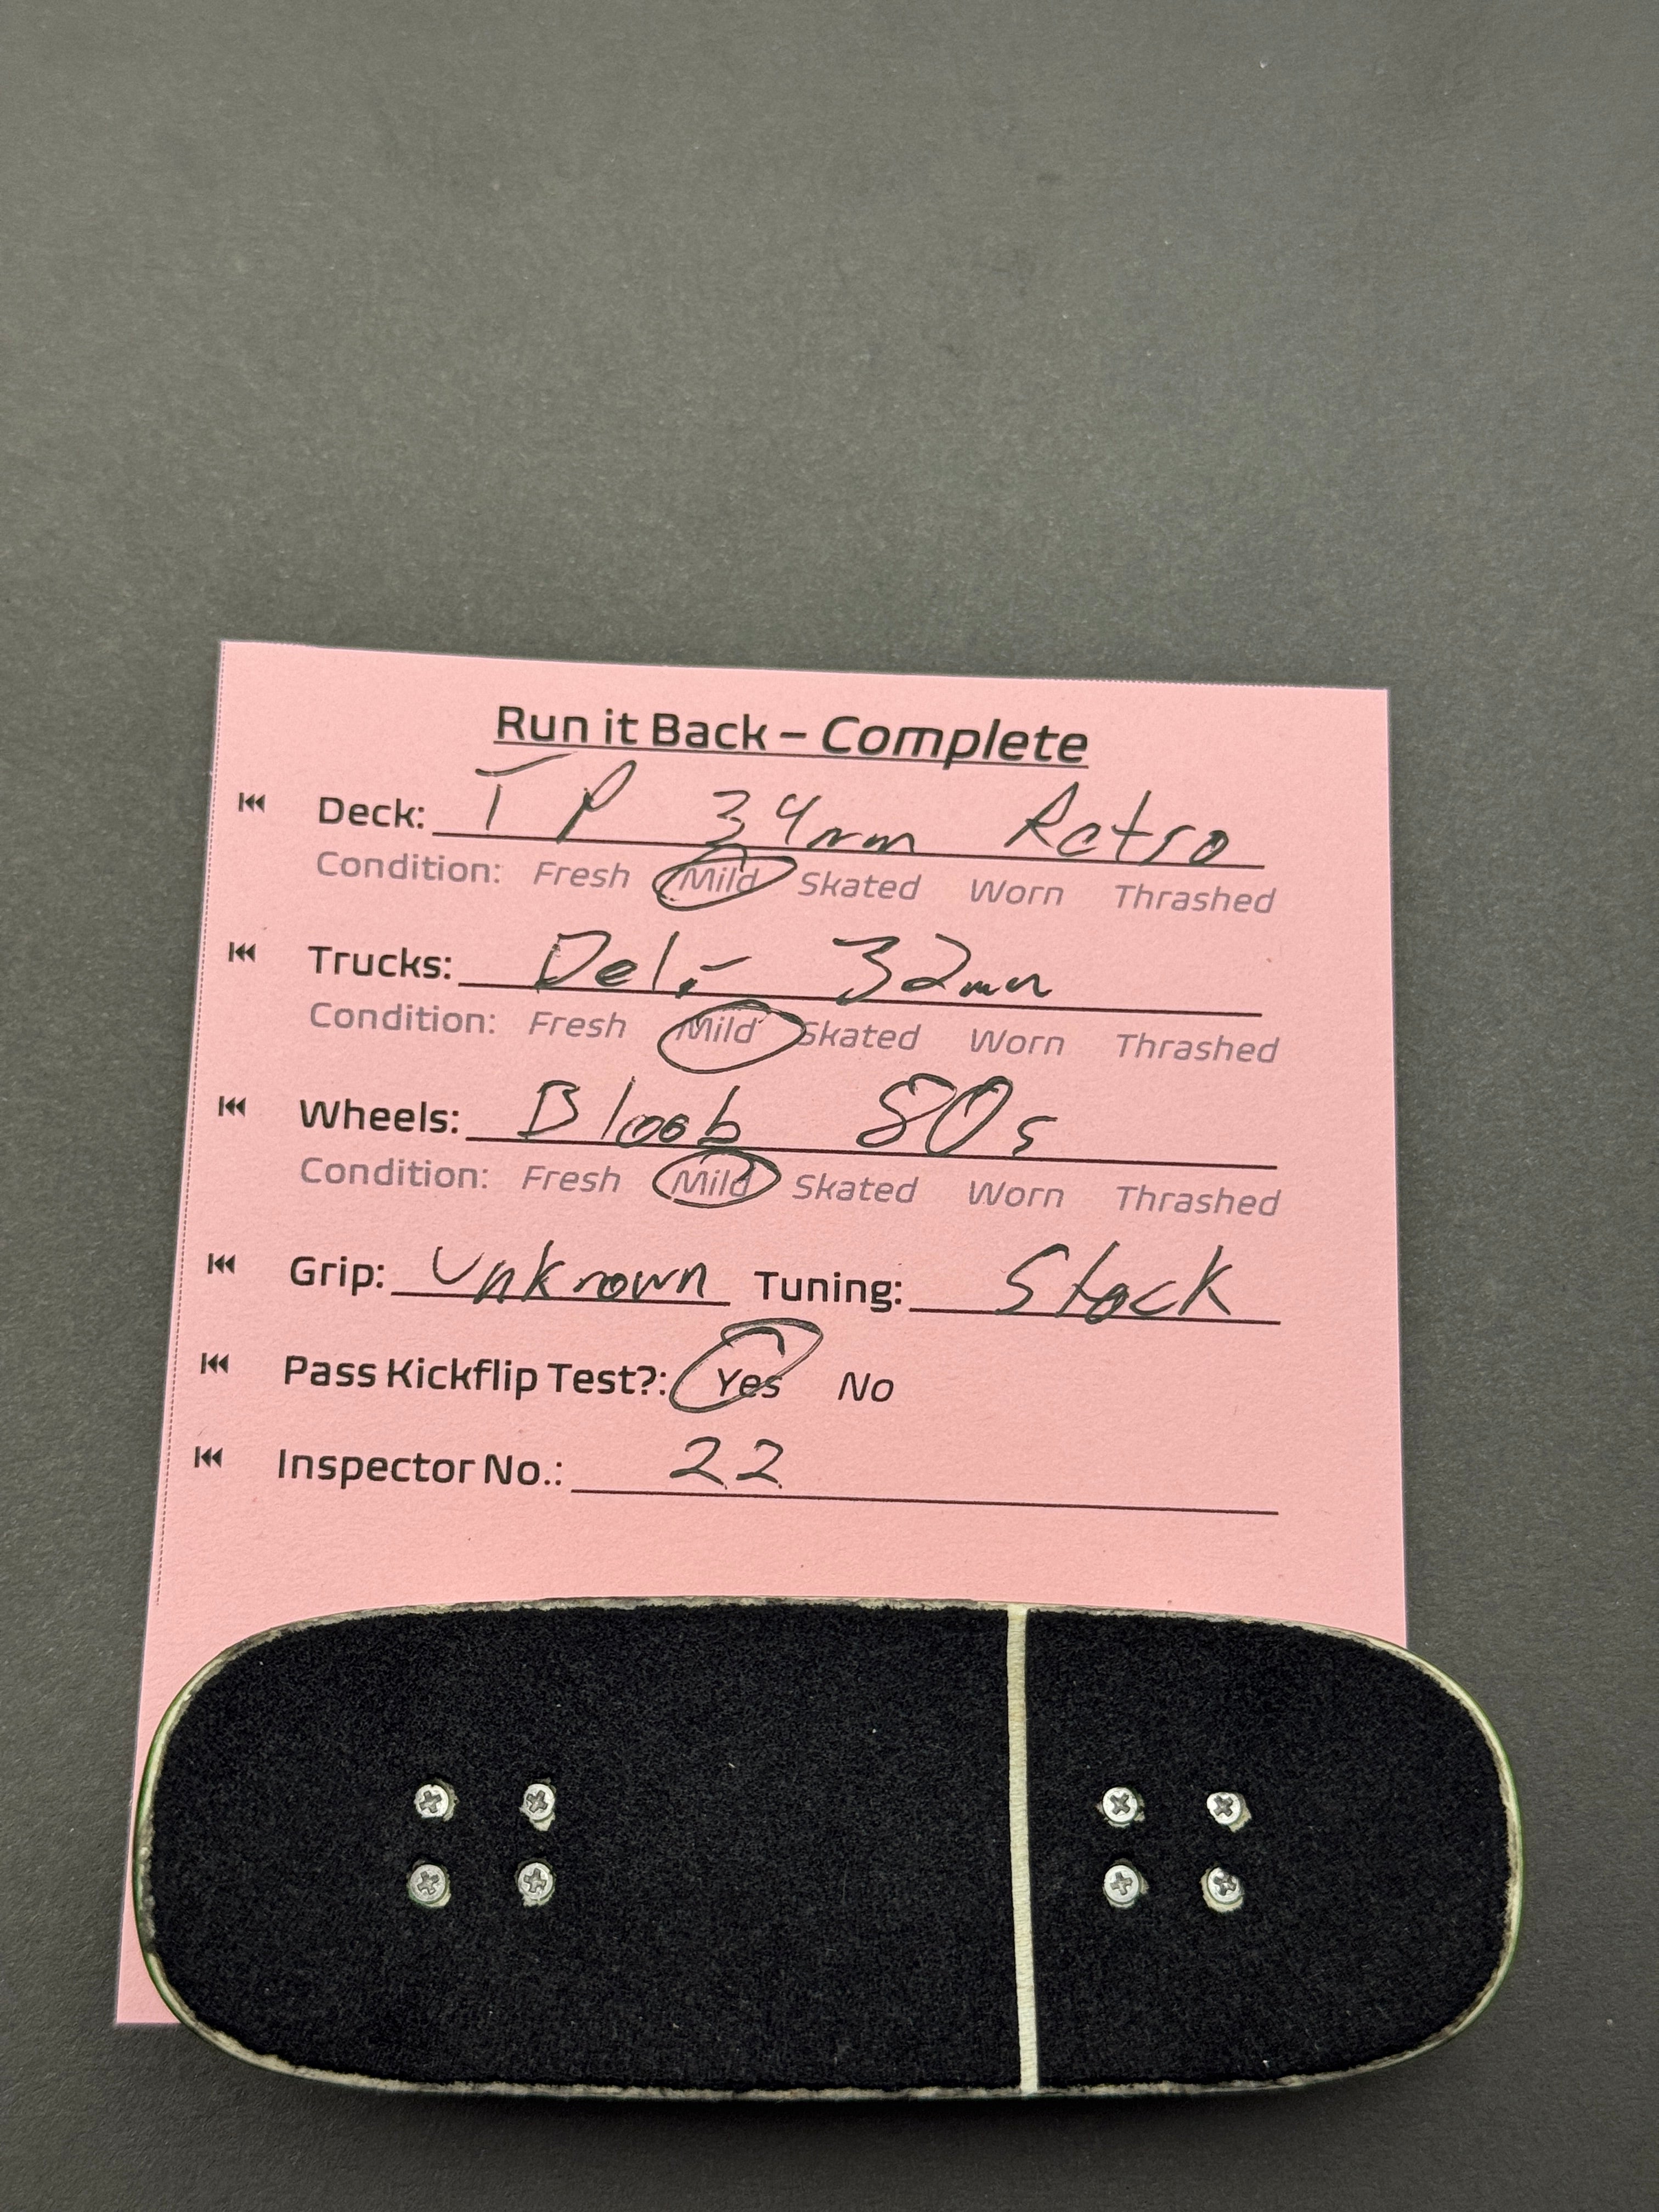 Run it Back – Complete
Deck: TP 34mm Retro
Condition: Fresh Mild Skated Worn Thrashed
Trucks: Deli 32mm
Condition: Fresh Mild Skated Worn Thrashed
Wheels: Bloob 80s
Condition: Fresh Mild Skated Worn Thrashed
Grip: Unknown Tuning: Stock
Pass Kickflip Test?: Yes No
Inspector No.: 22